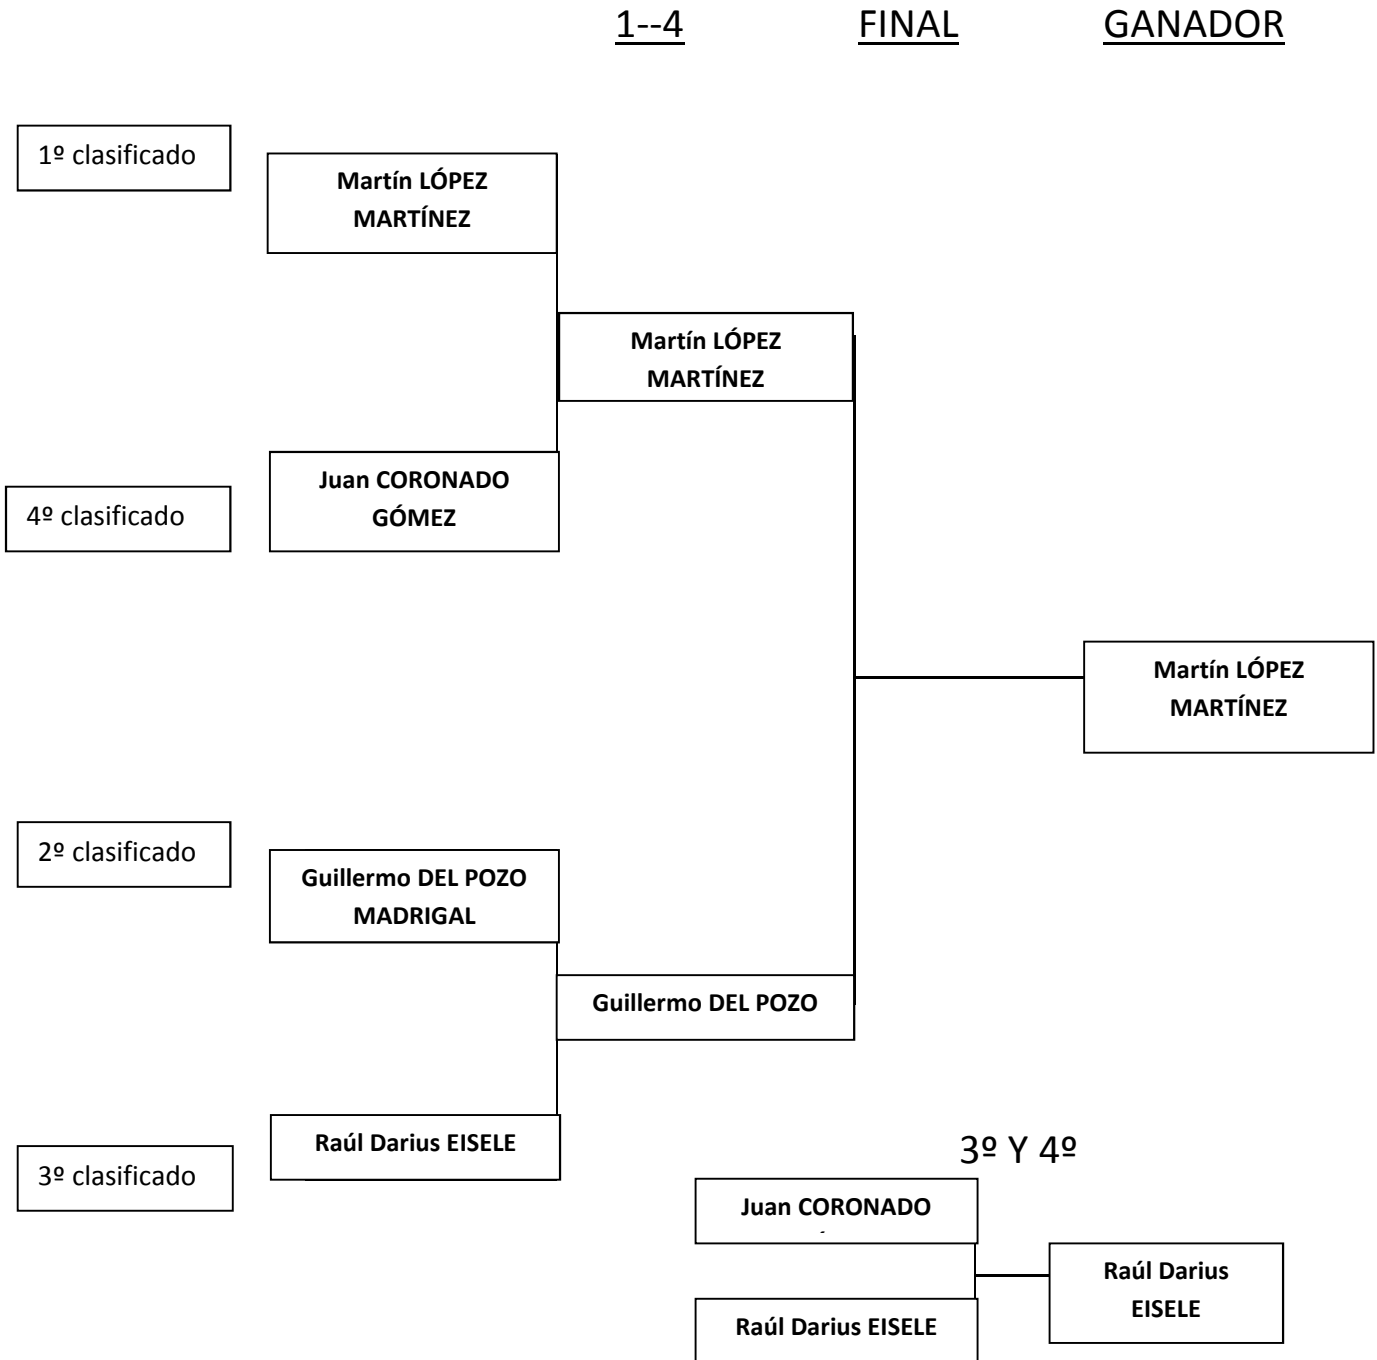 1--4 FINAL GANADOR
1º clasificado
Martín LÓPEZ
MARTÍNEZ
Martín LÓPEZ
MARTÍNEZ
Juan CORONADO
GÓMEZ
4º clasificado
Martín LÓPEZ
MARTÍNEZ
2º clasificado
Guillermo DEL POZO
MADRIGAL
Guillermo DEL POZO
Raúl Darius EISELE
3º clasificado
3º Y 4º
Juan CORONADO
Raúl Darius
EISELE
Raúl Darius EISELE